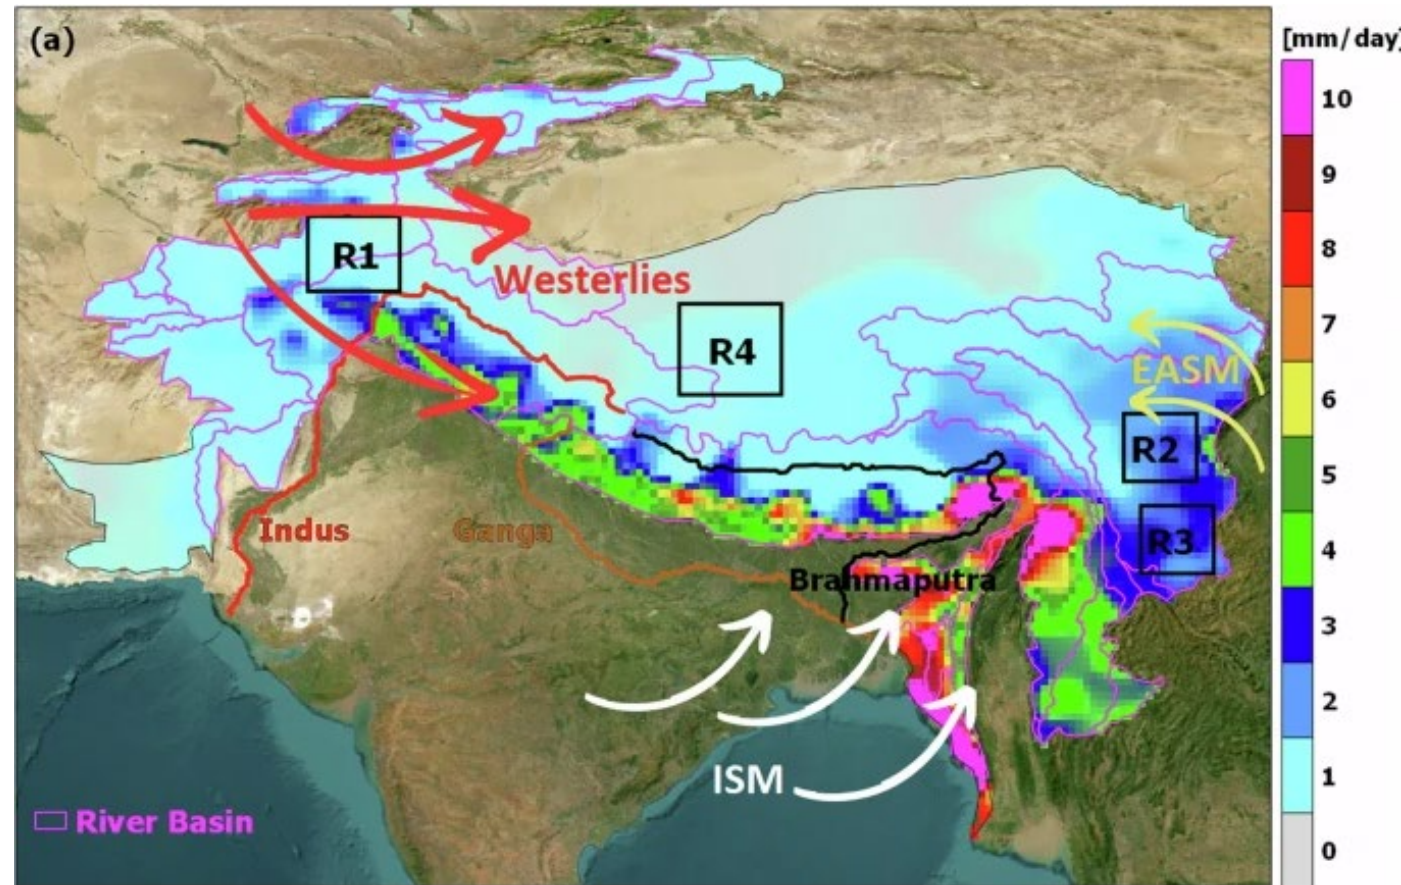 (a)
[mm/day]
10
9
8
7
6
5
4
3
2
1
0
R1
Westerlies
R4
EASM
R2
R3
Indus
Ganga
Brahmaputra
ISM
River Basin